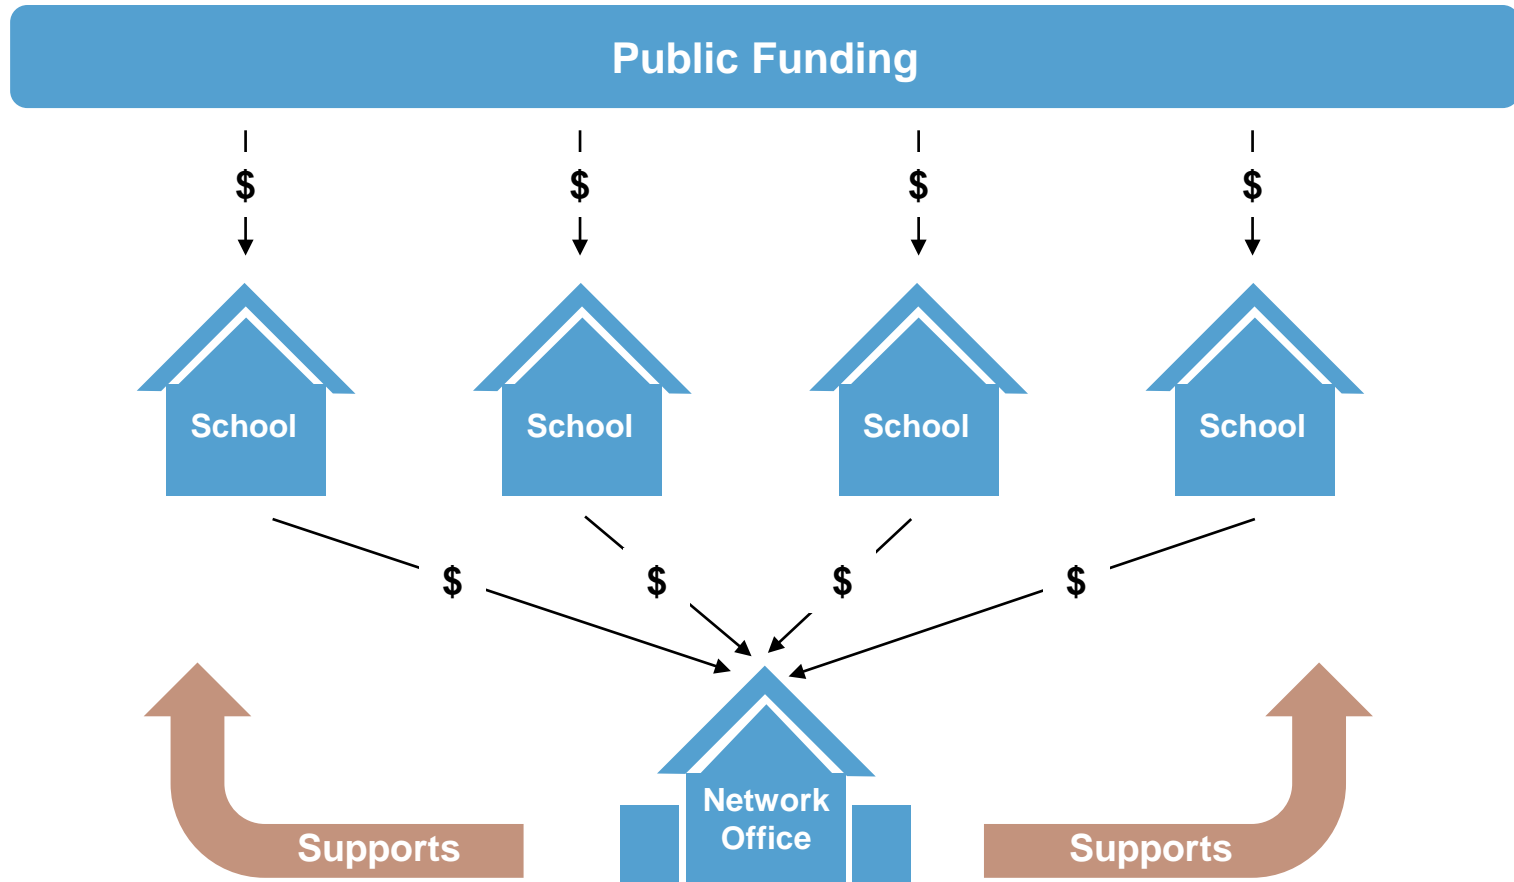 Public Funding
$ $ $ $
School School School School
$ $ $ $
Network
Office
Supports Supports